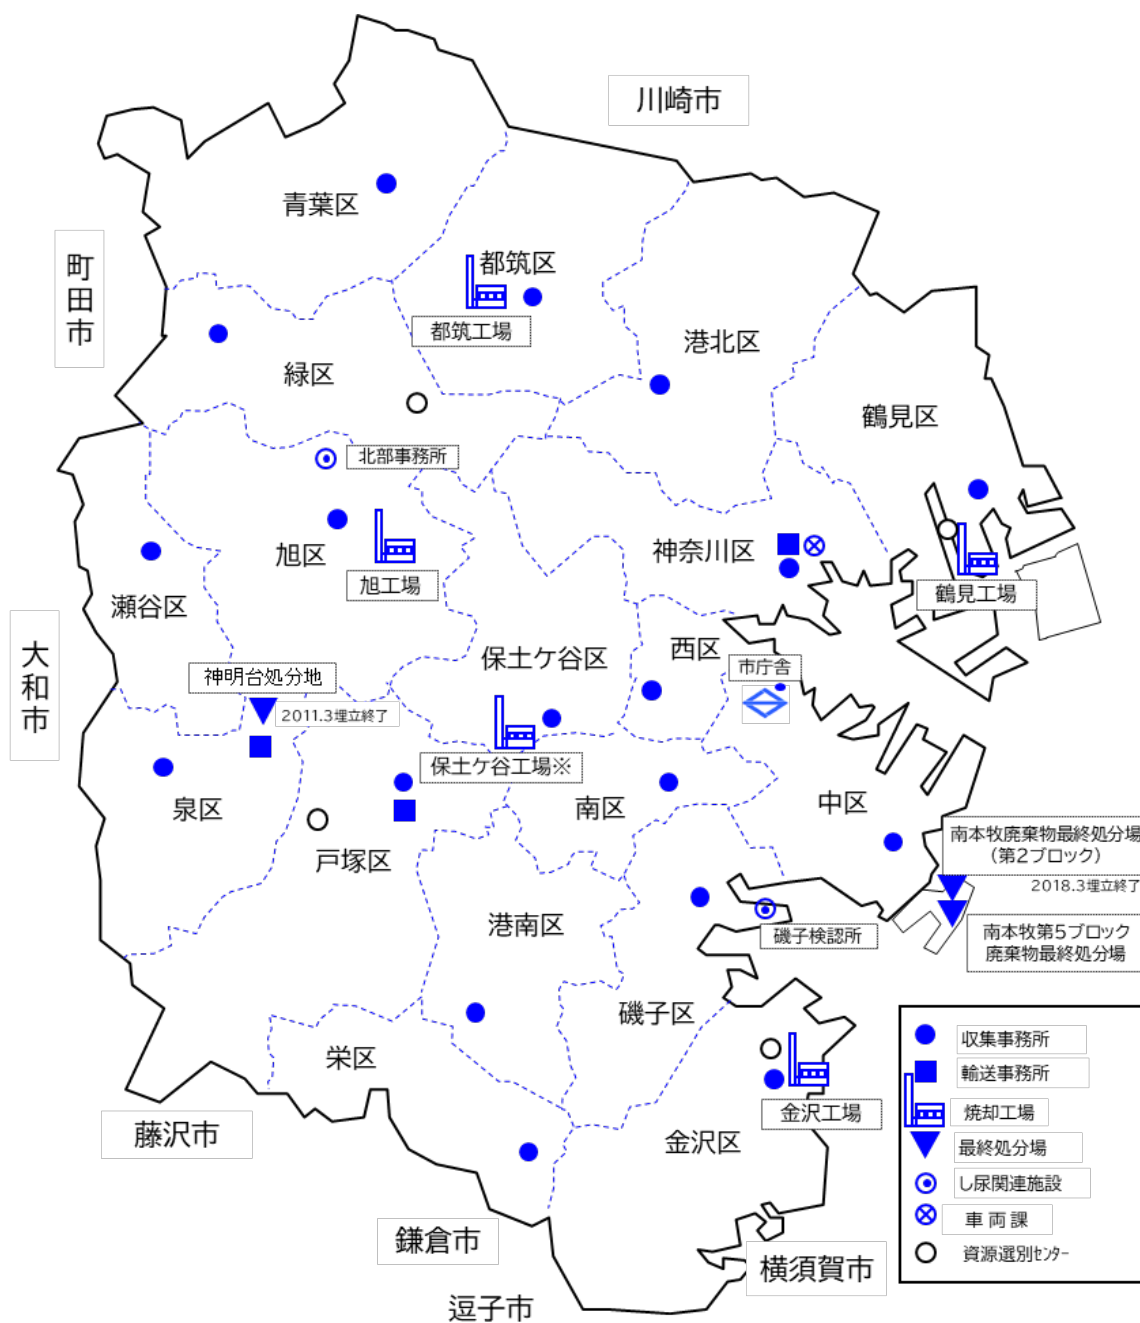 川崎市
青葉区
町田市
都筑区
都筑工場
港北区
緑区
鶴見区
北部事務所
旭区
旭工場
神奈川区
鶴見工場
瀬谷区
大和市
保土ケ谷区
西区
市庁舎
神明台処分地
2011.3埋立終了
保土ケ谷工場※
泉区
南区
中区
戸塚区
南本牧廃棄物最終処分場
(第2ブロック)
2018.3埋立終了
港南区
磯子検認所
南本牧第5ブロック
廃棄物最終処分場
磯子区
栄区
藤沢市
金沢工場
金沢区
鎌倉市
横須賀市
逗子市
収集事務所
輸送事務所
焼却工場
最終処分場
し尿関連施設
車両課
資源選別センター